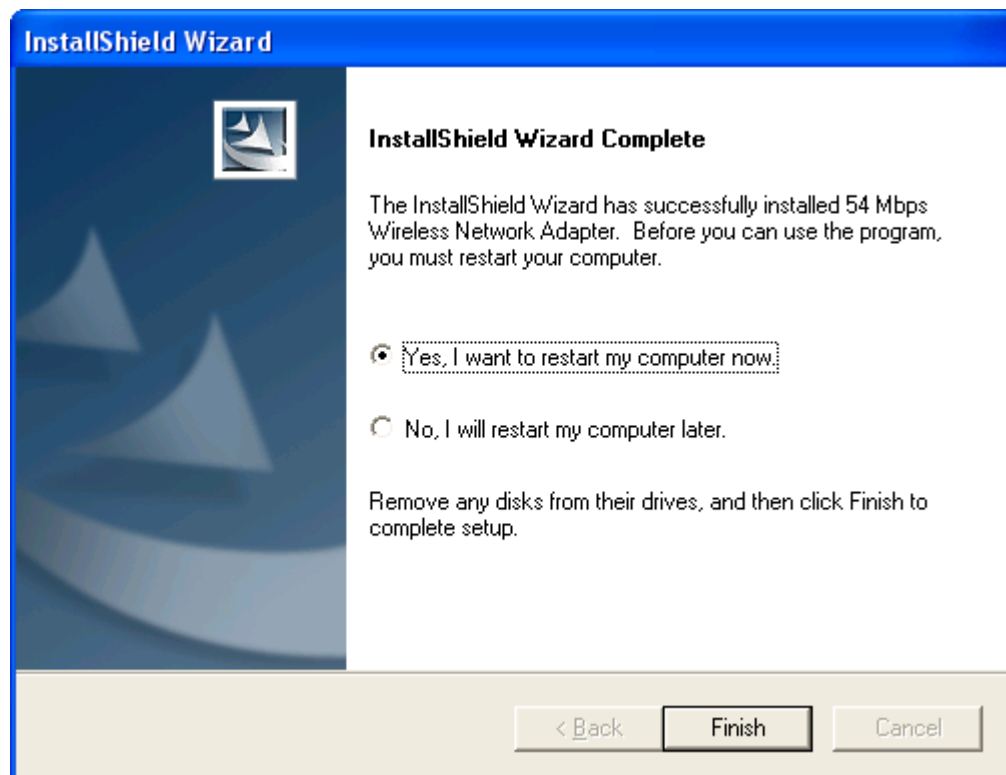 InstallShield Wizard
InstallShield Wizard Complete
The InstallShield Wizard has successfully installed 54 Mbps
Wireless Network Adapter.  Before you can use the program,
you must restart your computer.
Yes, I want to restart my computer now.
No, I will restart my computer later.
Remove any disks from their drives, and then click Finish to
complete setup.
< Back
Finish
Cancel